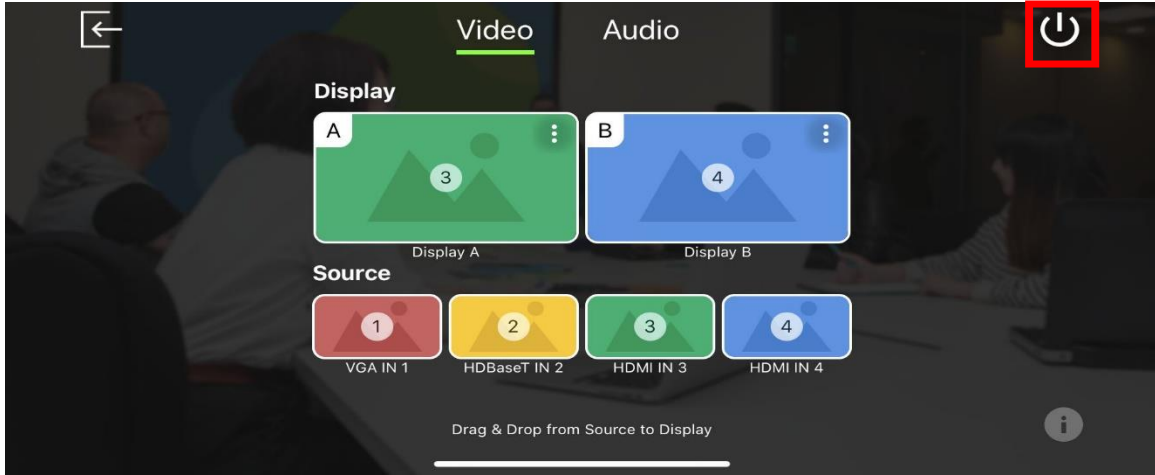 Video Audio
Display
A B
3 4
Display A Display B
Source
1 2 3 4
VGA IN 1 HDBaseT IN 2 HDMI IN 3 HDMI IN 4
Drag & Drop from Source to Display
i